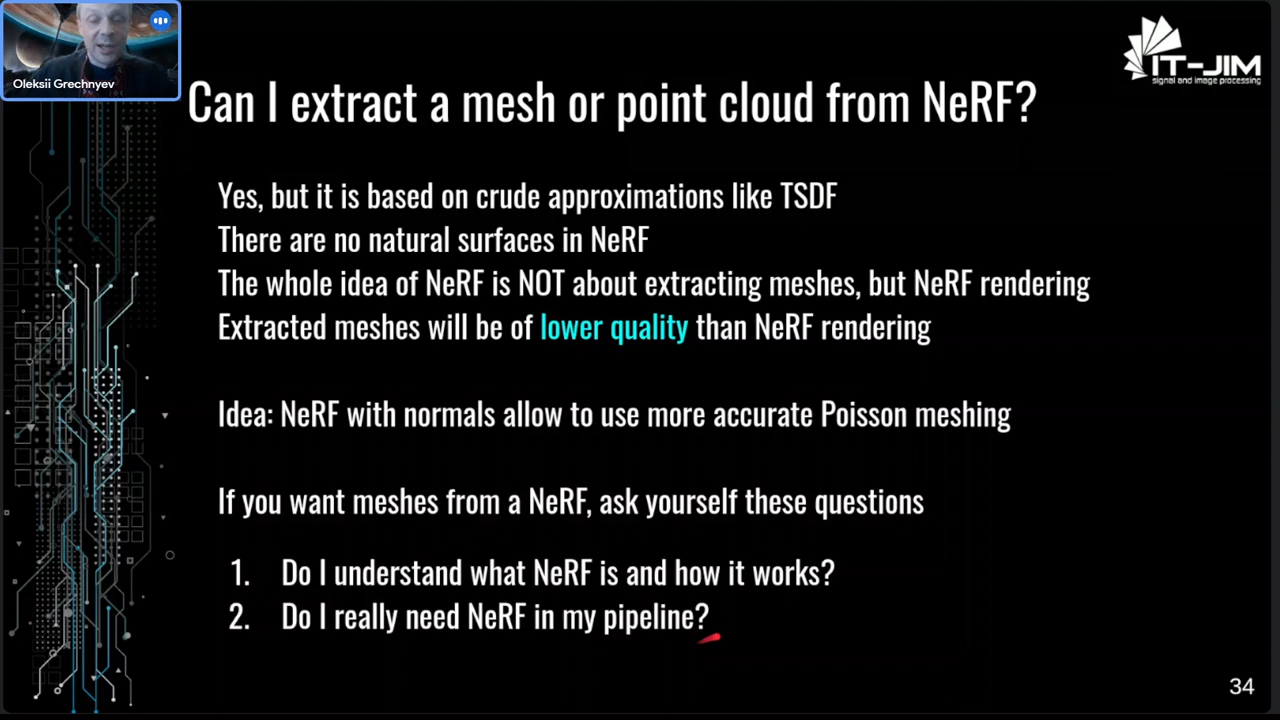 Oleksii Grechnyev
IT-JIM
signal and image processing
Can I extract a mesh or point cloud from NeRF?
Yes, but it is based on crude approximations like TSDF
There are no natural surfaces in NeRF
The whole idea of NeRF is NOT about extracting meshes, but NeRF rendering
Extracted meshes will be of lower quality than NeRF rendering
Idea: NeRF with normals allow to use more accurate Poisson meshing
If you want meshes from a NeRF, ask yourself these questions
1. Do I understand what NeRF is and how it works?
2. Do I really need NeRF in my pipeline?
34